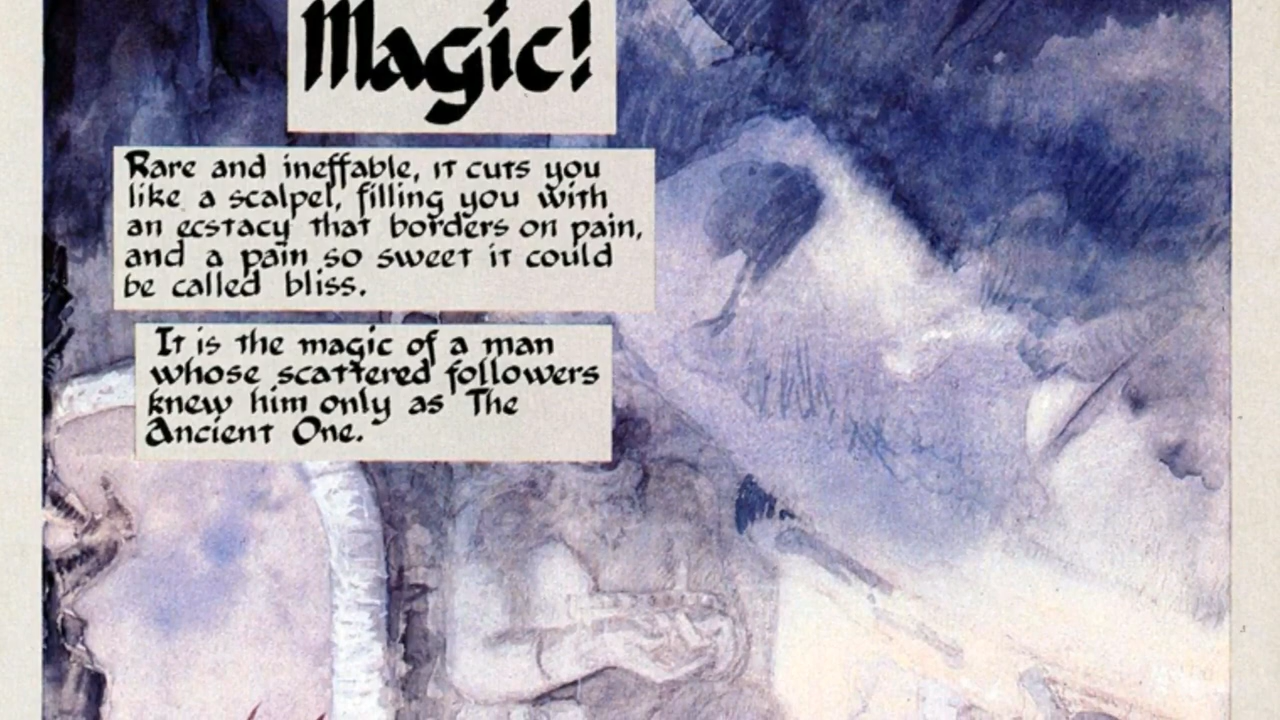 Magic!
Rare and ineffable, it cuts you
like a scalpel, filling you with
an ecstacy that borders on pain,
and a pain so sweet it could
be called bliss.
It is the magic of a man
whose scattered followers
knew him only as The
Ancient One.